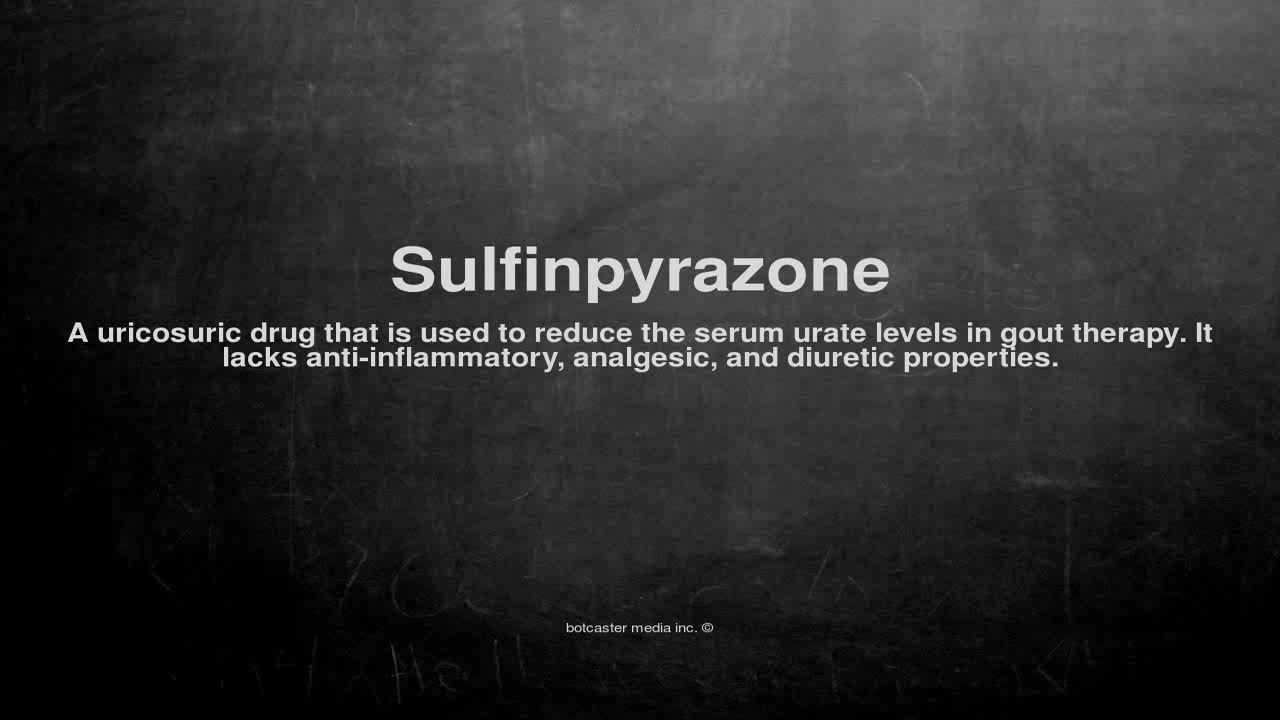 Sulfinpyrazone
A uricosuric drug that is used to reduce the serum urate levels in gout therapy. It
lacks anti-inflammatory, analgesic, and diuretic properties.
botcaster media inc. ©